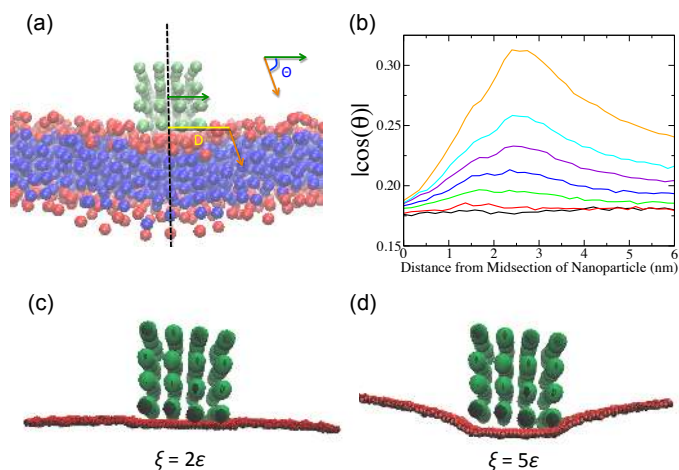 (a)
Θ
D
(b)
|cos(θ)|
0.30
0.25
0.20
0.15
0 1 2 3 4 5 6
Distance from Midsection of Nanoparticle (nm)
(c)
ξ = 2ε
(d)
ξ = 5ε